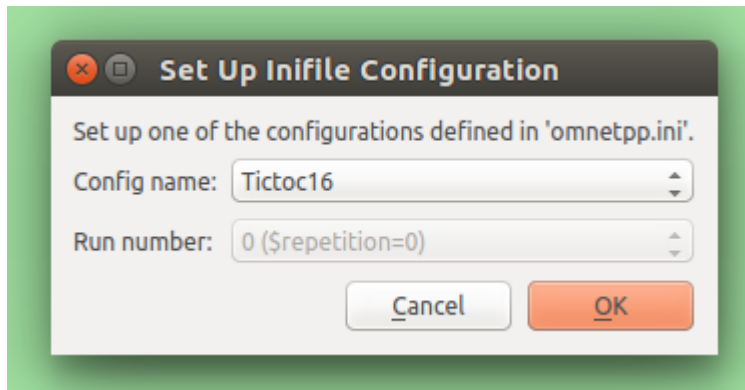 Set Up Inifile Configuration
Set up one of the configurations defined in 'omnetpp.ini'.
Config name: Tictoc16
Run number: 0 ($repetition=0)
Cancel OK